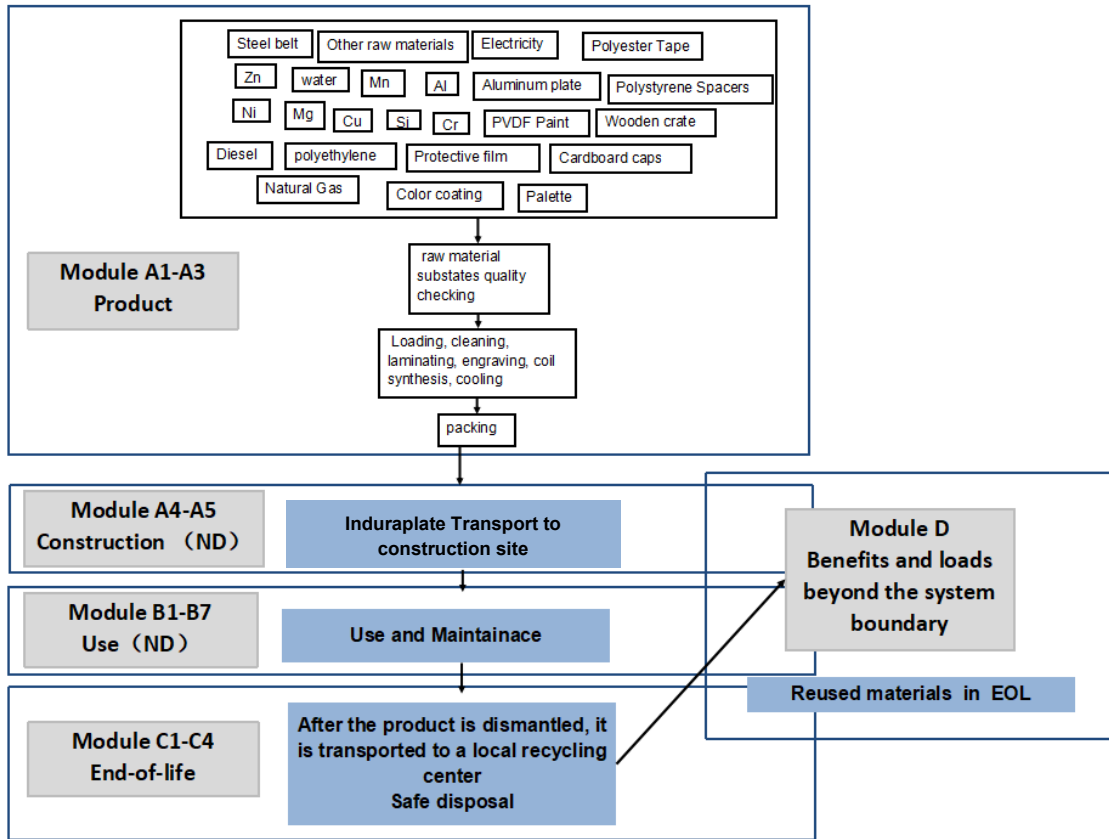 Steel belt
Other raw materials
Electricity
Polyester Tape
Zn
water
Mn
Al
Aluminum plate
Polystyrene Spacers
Ni
Mg
Cu
Si
Cr
PVDF Paint
Wooden crate
Diesel
polyethylene
Protective film
Cardboard caps
Natural Gas
Color coating
Palette
Module A1-A3
Product
raw material
substates quality
checking
Loading, cleaning,
laminating, engraving, coil
synthesis, cooling
packing
Module A4-A5
Construction （ND）
Induraplate Transport to
construction site
Module B1-B7
Use（ND）
Use and Maintainace
Module C1-C4
End-of-life
After the product is dismantled, it
is transported to a local recycling
center
Safe disposal
Module D
Benefits and loads
beyond the system
boundary
Reused materials in EOL